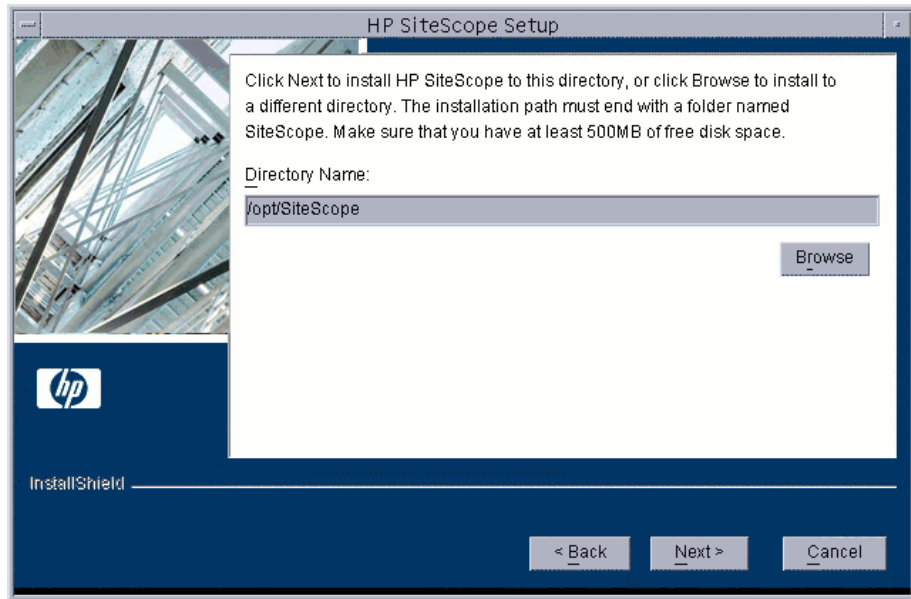 HP SiteScope Setup
Click Next to install HP SiteScope to this directory, or click Browse to install to
a different directory. The installation path must end with a folder named
SiteScope. Make sure that you have at least 500MB of free disk space.
Directory Name:
/opt/SiteScope
Browse
hp
InstallShield
< Back
Next >
Cancel